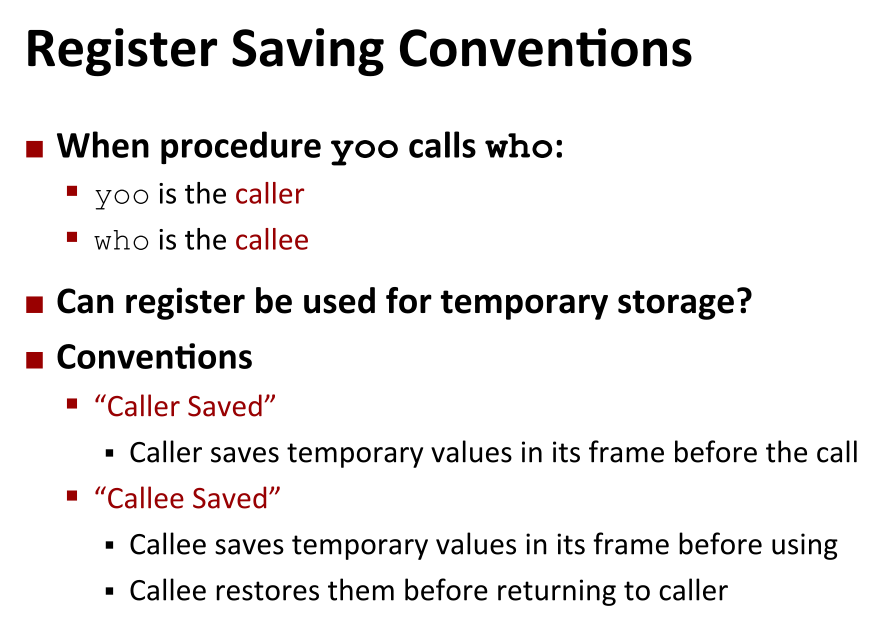 Register Saving Conventions
■ When procedure yoo calls who:
▪ yoo is the caller
▪ who is the callee
■ Can register be used for temporary storage?
■ Conventions
▪ “Caller Saved”
▪ Caller saves temporary values in its frame before the call
▪ “Callee Saved”
▪ Callee saves temporary values in its frame before using
▪ Callee restores them before returning to caller